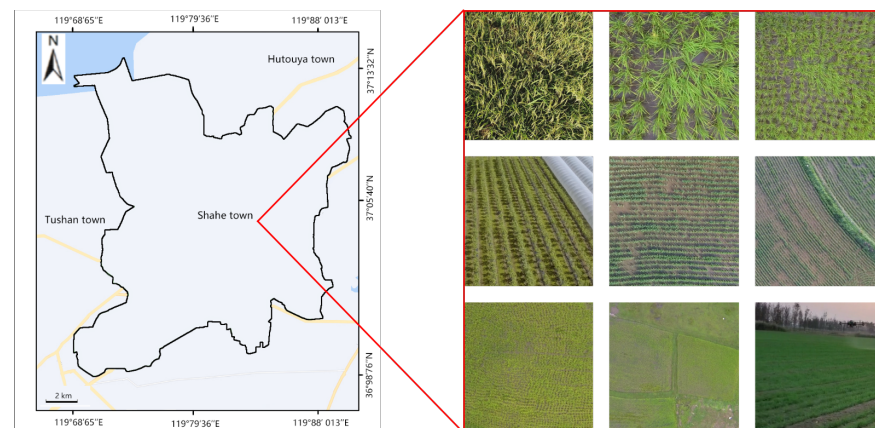 119°68'65" 119°79'36" 119°88' 013"
N
Hutouya town
37°13'32"N
37°05'40"N
Tushan town
Shahe town
36°98'76"N
2 km
119°68'65" 119°79'36" 119°88' 013"